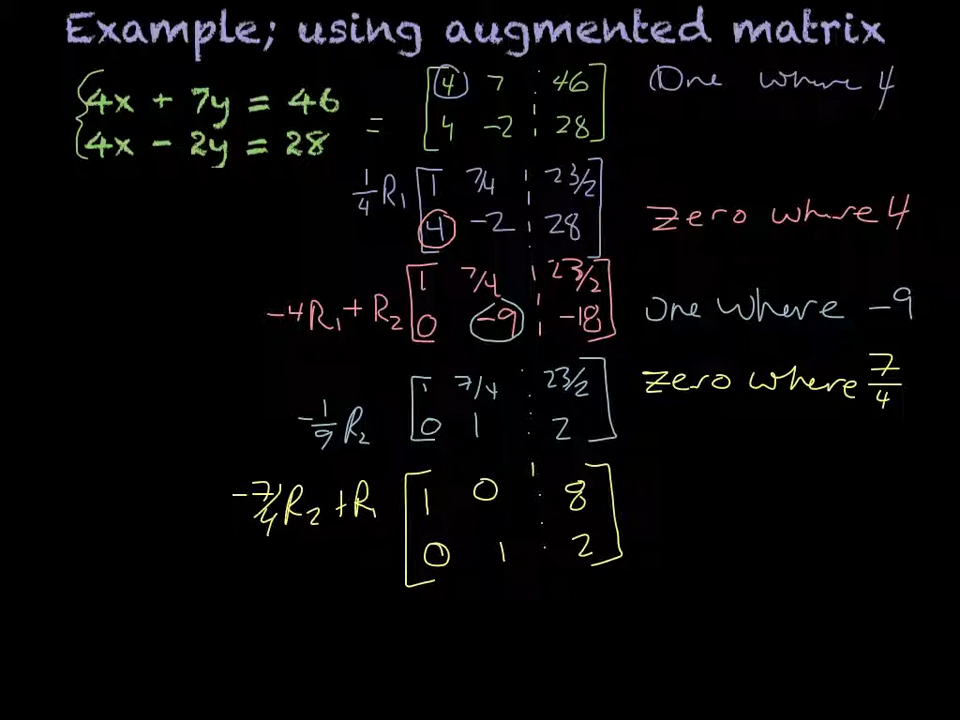 Example; using augmented matrix
4x + 7y = 46
4x - 2y = 28
= [ 4 7 46 ]
[ 4 -2 28 ]
One where 4
1/4 R1 [ 1 7/4 23/2 ]
[ 4 -2 28 ]
zero where 4
-4R1 + R2 [ 1 7/4 23/2 ]
[ 0 -9 -18 ]
one where -9
-1/9 R2 [ 1 7/4 23/2 ]
[ 0 1 2 ]
zero where 7/4
-7/4 R2 + R1 [ 1 0 8 ]
[ 0 1 2 ]